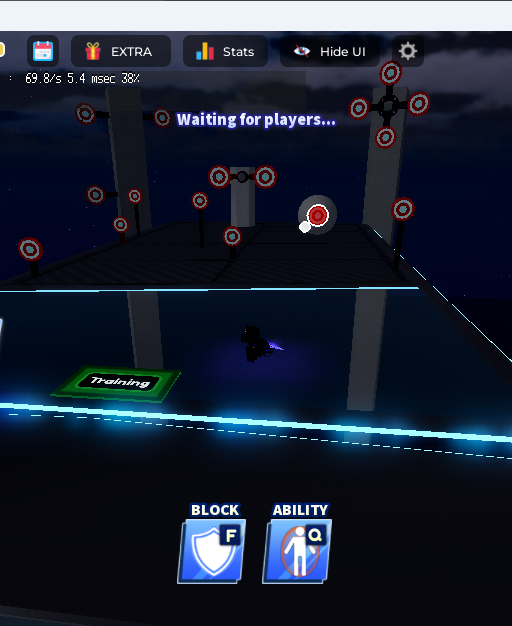 EXTRA
Stats
Hide UI
: 69.8/s 5.4 msec 38%
Waiting for players...
Training
BLOCK
ABILITY
F
Q